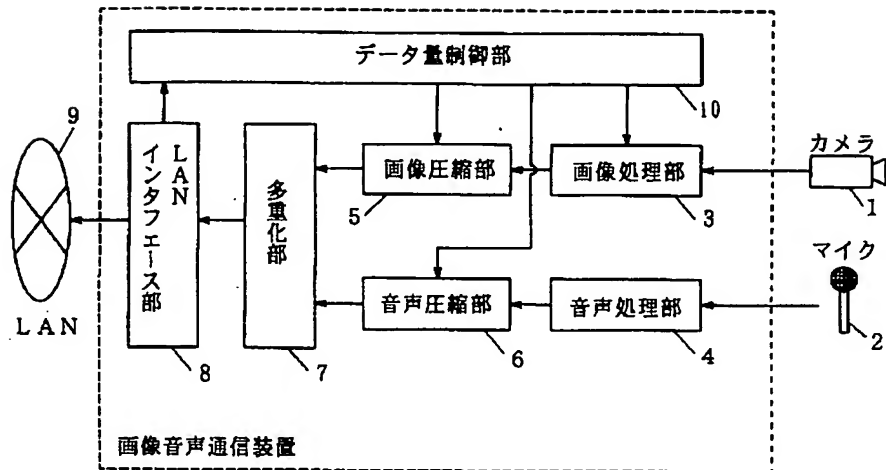 データ量制御部
10
9
カメラ
1
LAN
インタフェース部
8
多重化部
7
画像圧縮部
5
画像処理部
3
マイク
2
音声圧縮部
6
音声処理部
4
LAN
画像音声通信装置